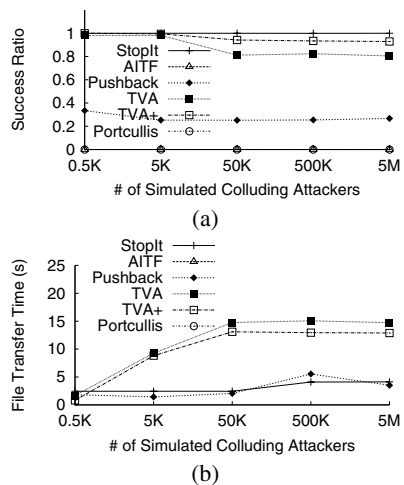 Success Ratio
1
0.8
0.6
0.4
0.2
0
StopIt
AITF
Pushback
TVA
TVA+
Portcullis
0.5K 5K 50K 500K 5M
# of Simulated Colluding Attackers
(a)
File Transfer Time (s)
25
20
15
10
5
0
StopIt
AITF
Pushback
TVA
TVA+
Portcullis
0.5K 5K 50K 500K 5M
# of Simulated Colluding Attackers
(b)